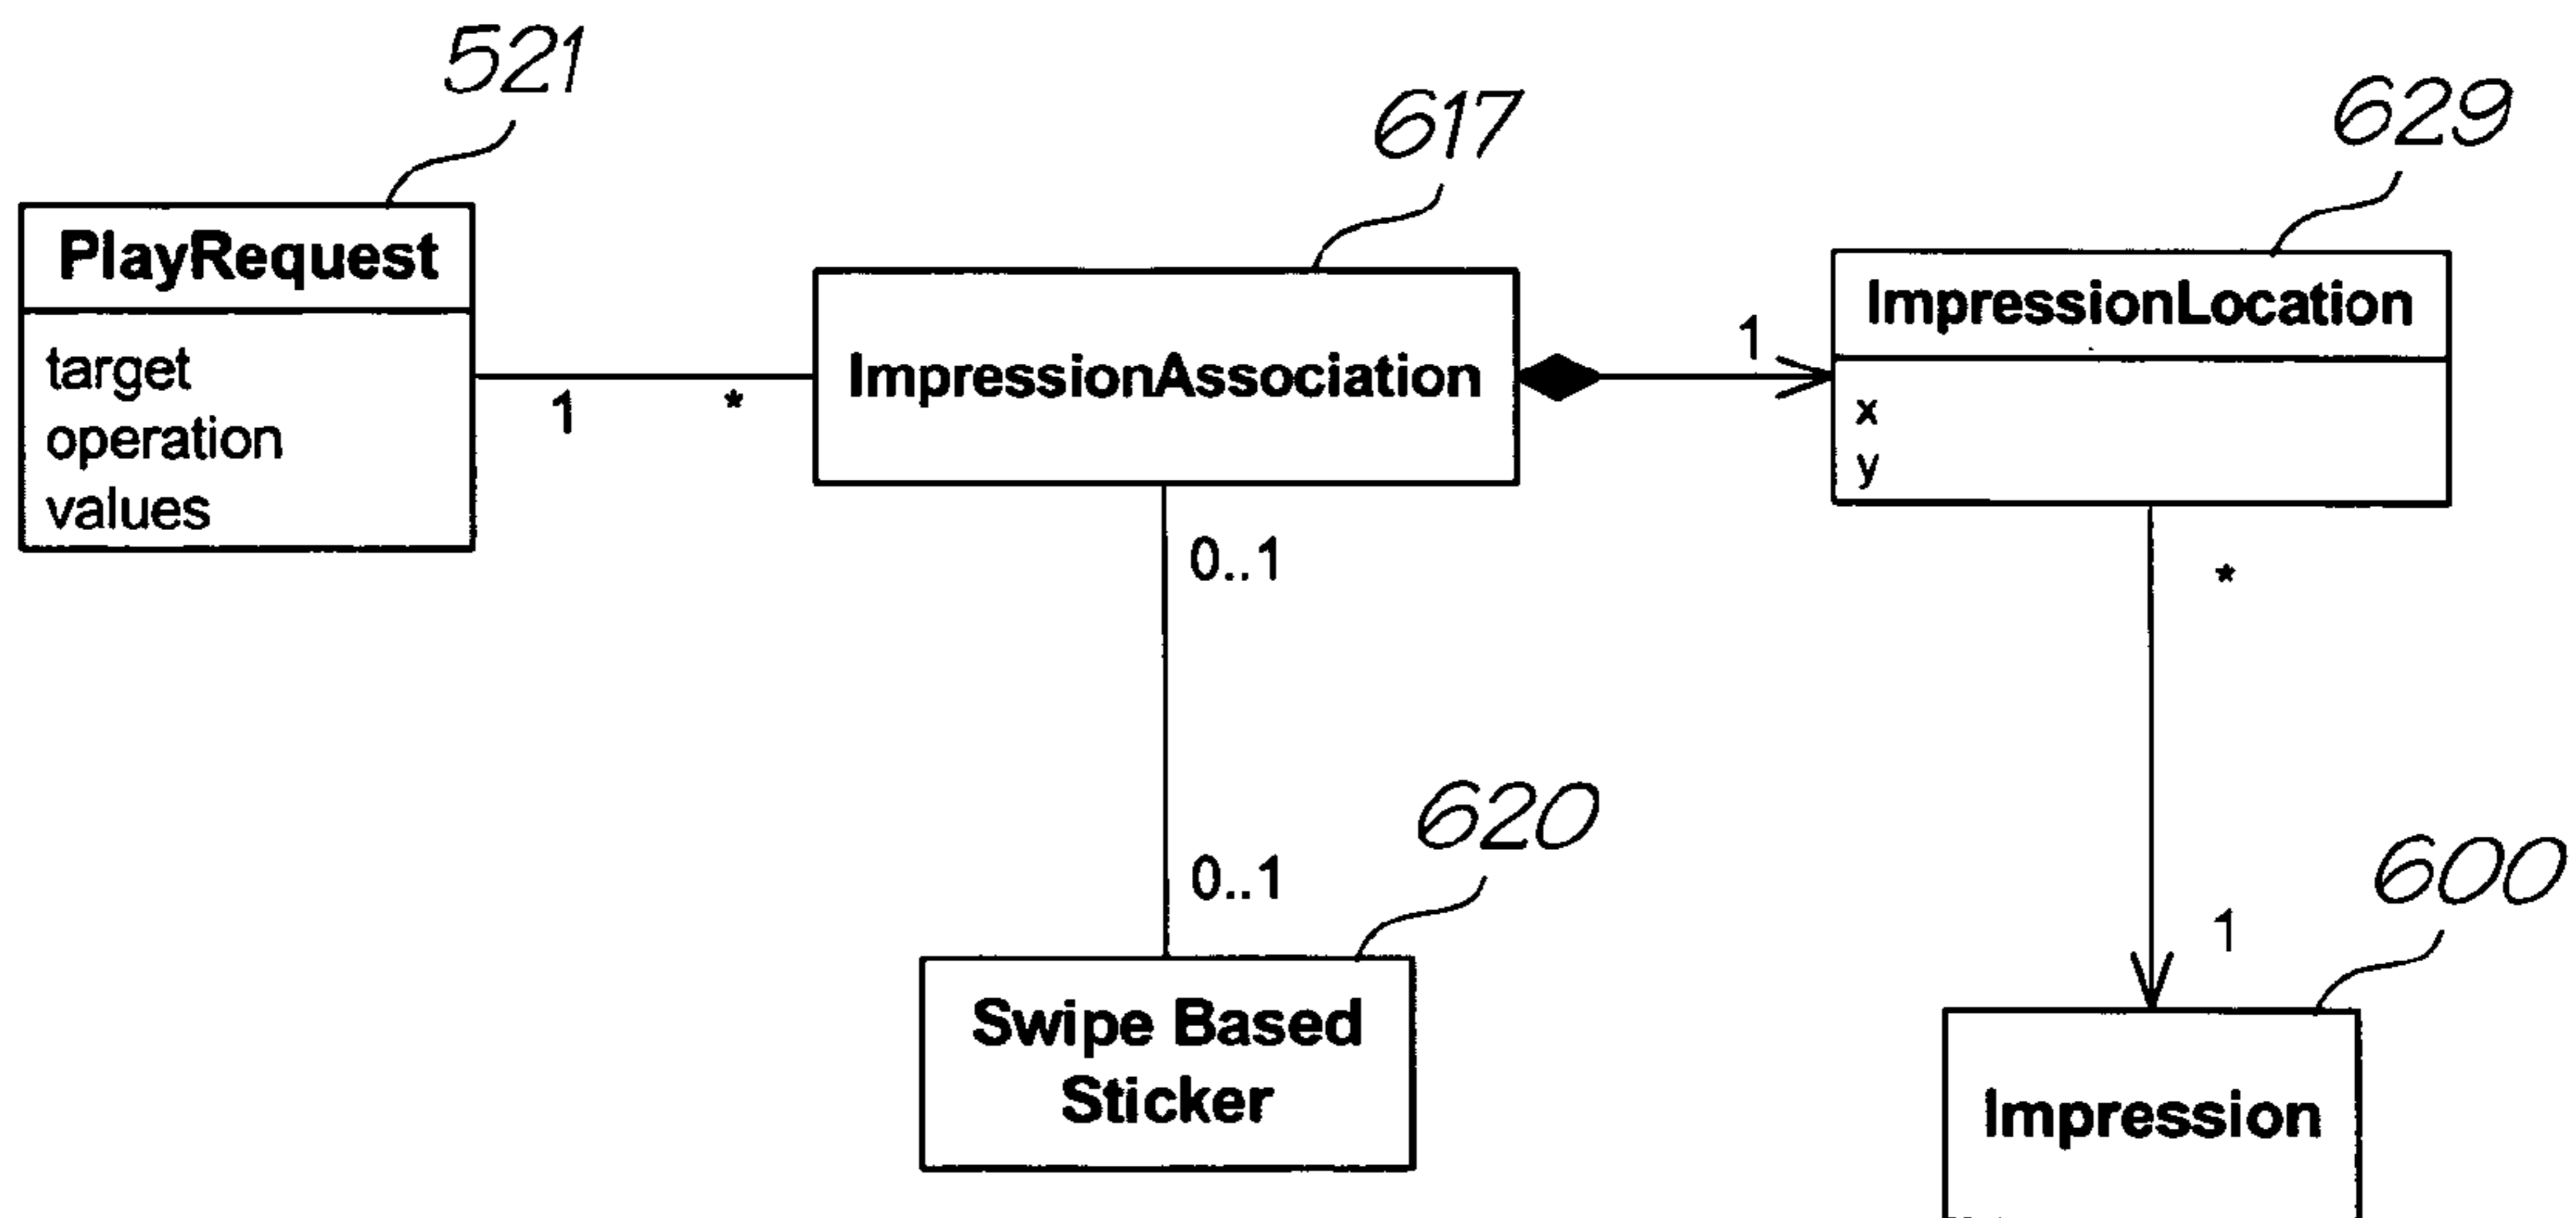 521
617
629
PlayRequest
target
operation
values
1
*
ImpressionAssociation
1
ImpressionLocation
x
y
0..1
*
0..1
620
Swipe Based
Sticker
1
600
Impression